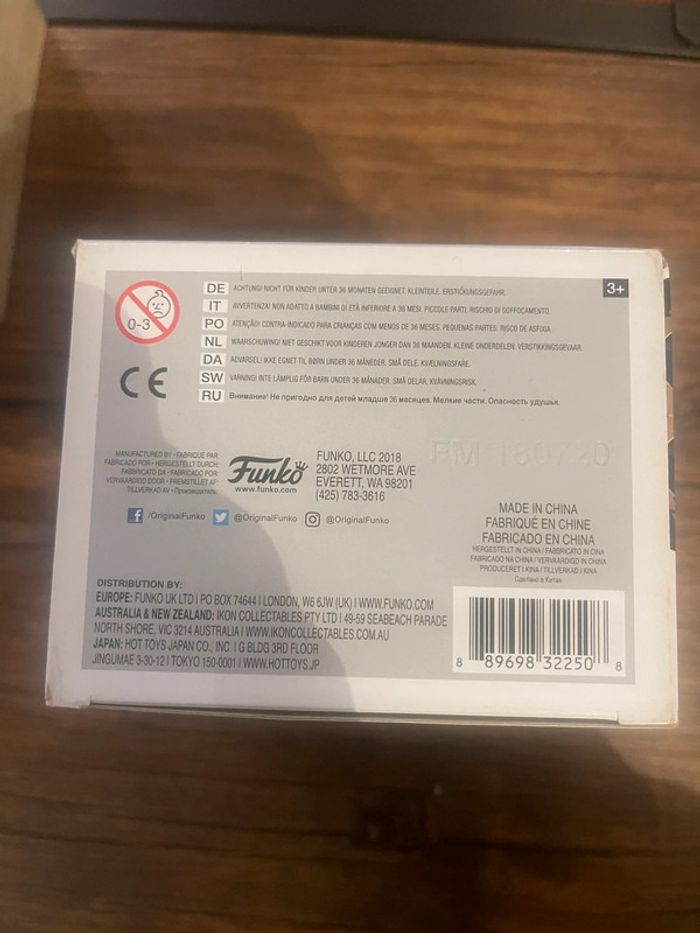 0-3
3+
DE ACHTUNG! NICHT FÜR KINDER UNTER 36 MONATEN GEEIGNET. KLEINTEILE. ERSTICKUNGSGEFAHR.
IT AVVERTENZA! NON ADATTO A BAMBINI DI ETÀ INFERIORE A 36 MESI. PICCOLE PARTI. RISCHIO DI SOFFOCAMENTO.
PO ATENÇÃO! CONTRA-INDICADO PARA CRIANÇAS COM MENOS DE 36 MESES. PEQUENAS PARTES. RISCO DE ASFIXIA.
NL WAARSCHUWING! NIET GESCHIKT VOOR KINDEREN JONGER DAN 36 MAANDEN. KLEINE ONDERDELEN. VERSTIKKINGSGEVAAR.
DA ADVARSEL! IKKE EGNET TIL BØRN UNDER 36 MÅNEDER. SMÅ DELE. KVÆLNINGSFARE.
SW VARNING! INTE LÄMPLIG FÖR BARN UNDER 36 MÅNADER. SMÅ DELAR. KVÄVNINGSRISK.
RU Внимание! Не пригодно для детей младше 36 месяцев. Мелкие части. Опасность удушья.
CE
MANUFACTURED BY · FABRIQUÉ PAR:
FABRICADO POR · HERGESTELLT DURCH:
FABBRICATO DA · FABRICADO POR:
VERVAARDIGD DOOR · FREMSTILLET AF:
TILLVERKAD AV · Производитель:
Funko
www.funko.com
FUNKO, LLC 2018
2802 WETMORE AVE
EVERETT, WA 98201
(425) 783-3616
/OriginalFunko @OriginalFunko @OriginalFunko
MADE IN CHINA
FABRIQUÉ EN CHINE
FABRICADO EN CHINA
HERGESTELLT IN CHINA / FABBRICATO IN CINA
FABRICADO NA CHINA / VERVAARDIGD IN CHINA
PRODUCERET I KINA / TILLVERKAD I KINA
Сделано в Китае
DISTRIBUTION BY:
EUROPE: FUNKO UK LTD | PO BOX 74644 | LONDON, W6 6JW (UK) | WWW.FUNKO.COM
AUSTRALIA & NEW ZEALAND: IKON COLLECTABLES PTY LTD | 49-59 SEABEACH PARADE
NORTH SHORE, VIC 3214 AUSTRALIA | WWW.IKONCOLLECTABLES.COM.AU
JAPAN: HOT TOYS JAPAN CO., INC. | G BLDG 3RD FLOOR
JINGUMAE 3-30-12 | TOKYO 150-0001 | WWW.HOTTOYS.JP
8 89698 32250 8